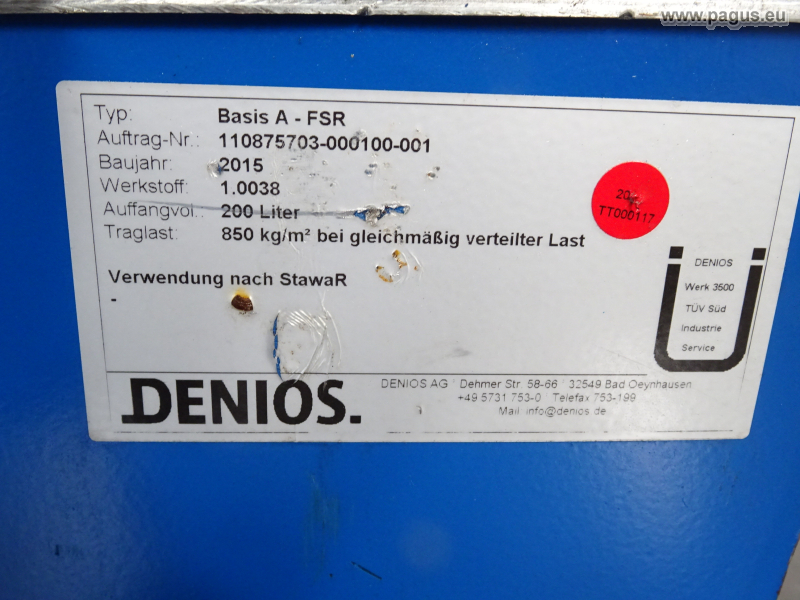 www.pagus.eu
Typ: Basis A - FSR
Auftrag-Nr.: 110875703-000100-001
Baujahr: 2015
Werkstoff: 1.0038
Auffangvol.: 200 Liter
Traglast: 850 kg/m² bei gleichmäßig verteilter Last
Verwendung nach StawaR
-
TT000117
DENIOS
Werk 3500
TÜV Süd
Industrie
Service
DENIOS.
DENIOS AG Dehmer Str. 58-66 32549 Bad Oeynhausen
+49 5731 753-0 Telefax 753-199
Mail info@denios.de